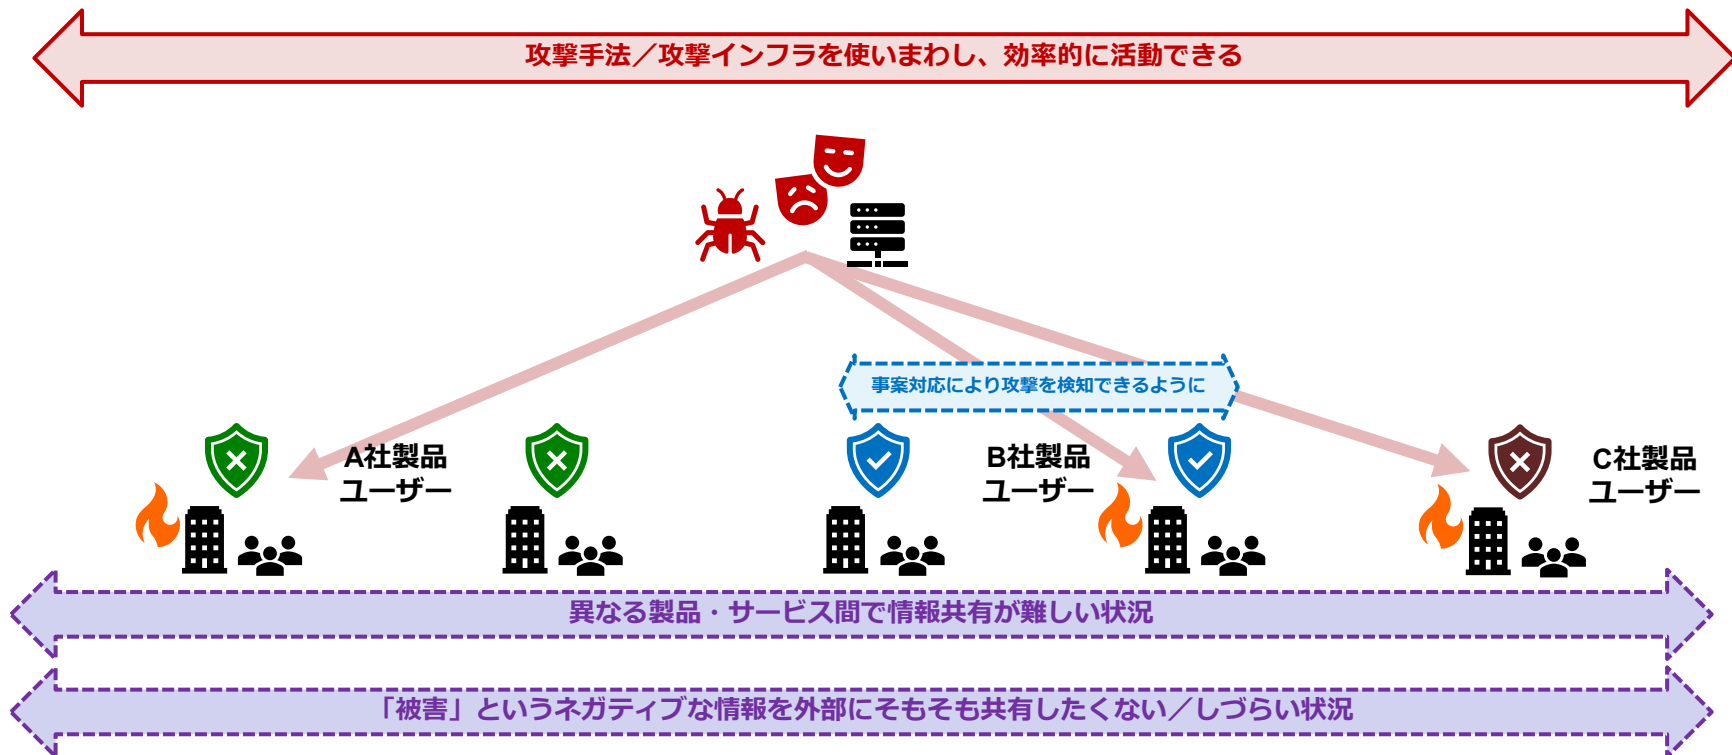 攻撃手法／攻撃インフラを使いまわし、効率的に活動できる
事案対応により攻撃を検知できるように
A社製品
ユーザー
B社製品
ユーザー
C社製品
ユーザー
異なる製品・サービス間で情報共有が難しい状況
「被害」というネガティブな情報を外部にそもそも共有したくない／しづらい状況